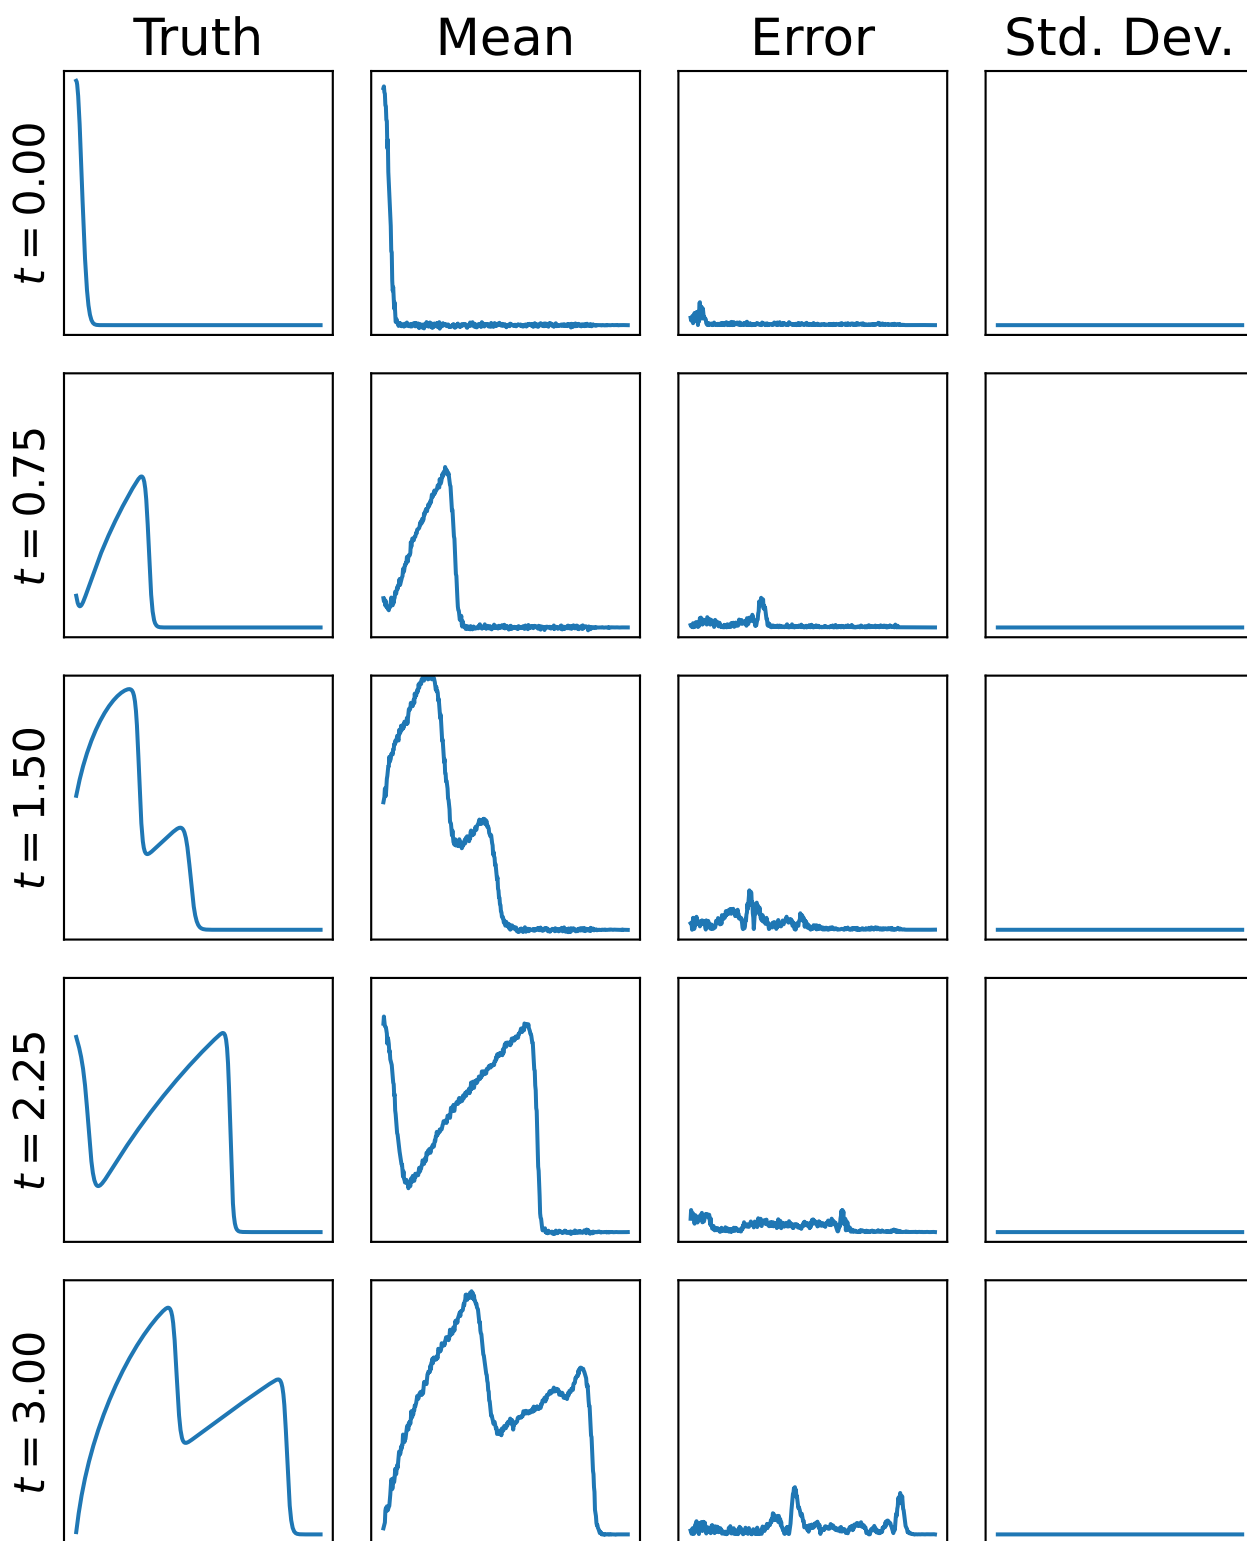 Truth Mean Error Std. Dev.
t = 0.00
t = 0.75
t = 1.50
t = 2.25
t = 3.00